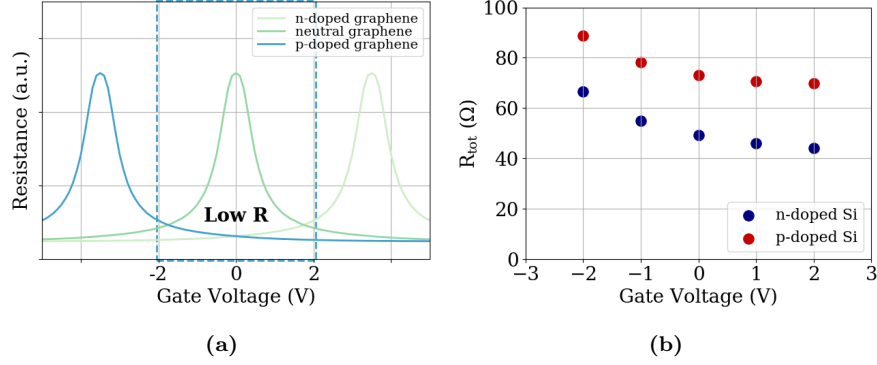 n-doped graphene
neutral graphene
p-doped graphene
Resistance (a.u.)
Low R
-2 0 2
Gate Voltage (V)
(a)
100
80
60
40
20
0
R_tot (Ω)
n-doped Si
p-doped Si
−3 −2 −1 0 1 2 3
Gate Voltage (V)
(b)